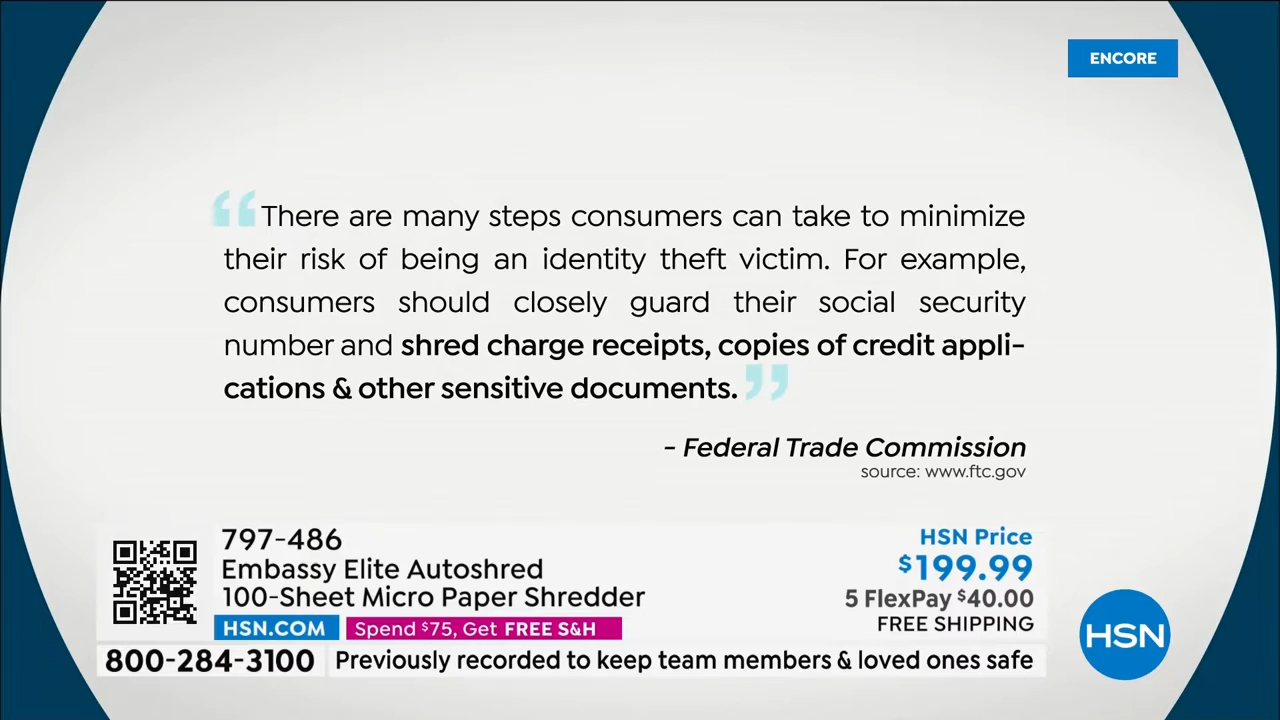 ENCORE
“There are many steps consumers can take to minimize
their risk of being an identity theft victim. For example,
consumers should closely guard their social security
number and shred charge receipts, copies of credit appli-
cations & other sensitive documents.”
– Federal Trade Commission
source: www.ftc.gov
797-486
Embassy Elite Autoshred
100-Sheet Micro Paper Shredder
HSN.COM Spend $75, Get FREE S&H
HSN Price
$199.99
5 FlexPay $40.00
FREE SHIPPING
HSN
800-284-3100 Previously recorded to keep team members & loved ones safe